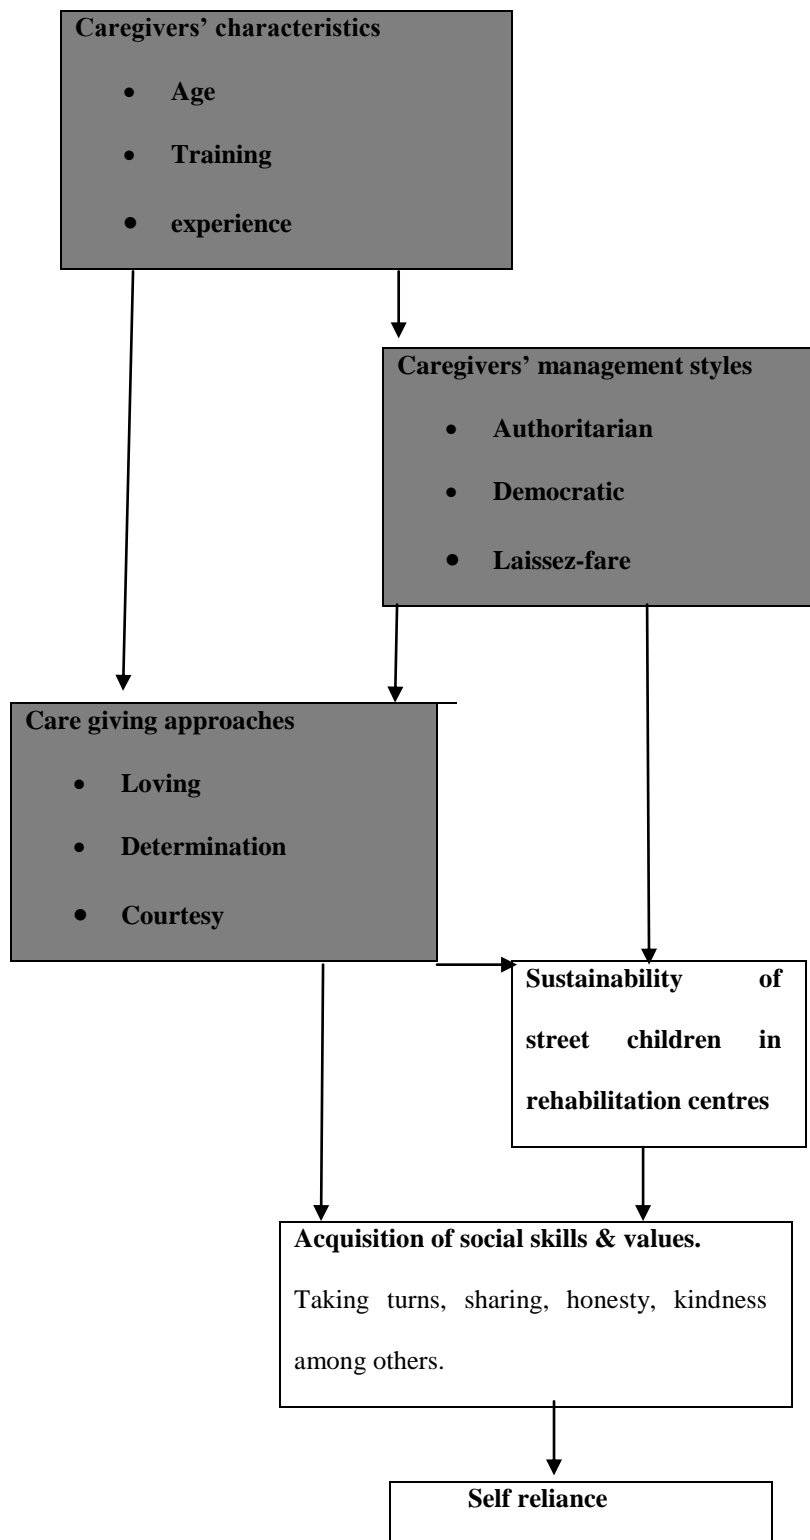 Caregivers’ characteristics
• Age
• Training
• experience
Caregivers’ management styles
• Authoritarian
• Democratic
• Laissez-fare
Care giving approaches
• Loving
• Determination
• Courtesy
Sustainability of
street children in
rehabilitation centres
Acquisition of social skills & values.
Taking turns, sharing, honesty, kindness
among others.
Self reliance